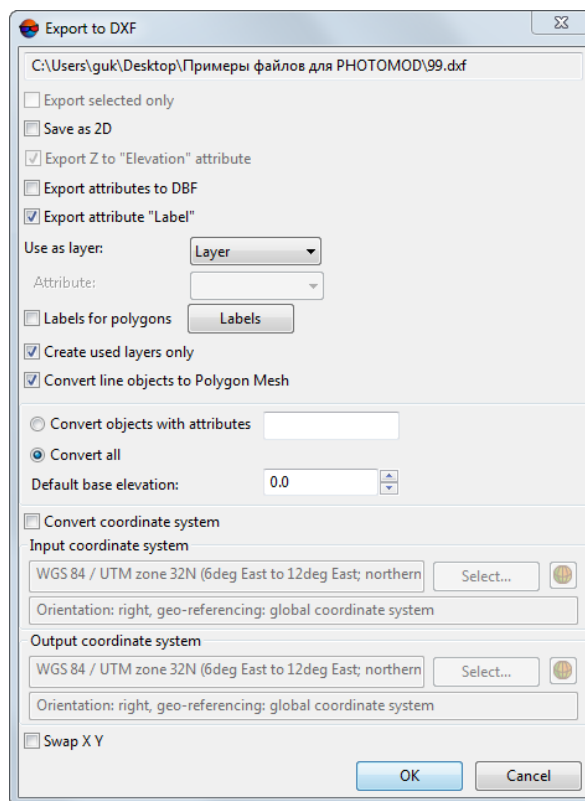 Export to DXF
C:\Users\guk\Desktop\Примеры файлов для PHOTOMOD\99.dxf
Export selected only
Save as 2D
Export Z to "Elevation" attribute
Export attributes to DBF
Export attribute "Label"
Use as layer: Layer
Attribute:
Labels for polygons Labels
Create used layers only
Convert line objects to Polygon Mesh
Convert objects with attributes
Convert all
Default base elevation: 0.0
Convert coordinate system
Input coordinate system
WGS 84 / UTM zone 32N (6deg East to 12deg East; northern Select...
Orientation: right, geo-referencing: global coordinate system
Output coordinate system
WGS 84 / UTM zone 32N (6deg East to 12deg East; northern Select...
Orientation: right, geo-referencing: global coordinate system
Swap X Y
OK Cancel